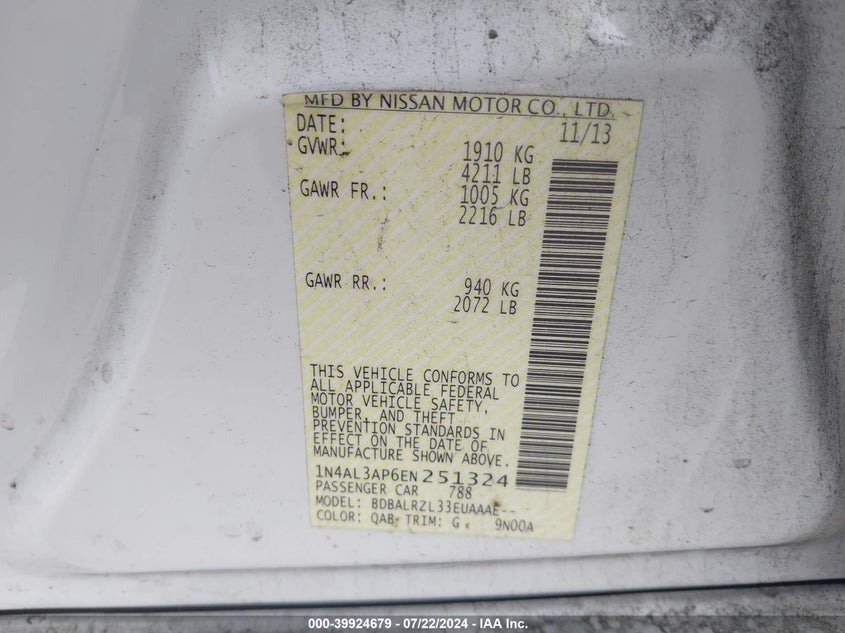 MFD BY NISSAN MOTOR CO., LTD.
DATE: 11/13
GVWR: 1910 KG
4211 LB
GAWR FR.: 1005 KG
2216 LB
GAWR RR.: 940 KG
2072 LB
THIS VEHICLE CONFORMS TO
ALL APPLICABLE FEDERAL
MOTOR VEHICLE SAFETY,
BUMPER, AND THEFT
PREVENTION STANDARDS IN
EFFECT ON THE DATE OF
MANUFACTURE SHOWN ABOVE.
1N4AL3AP6EN251324
PASSENGER CAR 788
MODEL: BDBALRZL33EUAAAE--
COLOR: QAB TRIM: G 9N00A
000-39924679 / 07/22/2024 - IAA Inc.